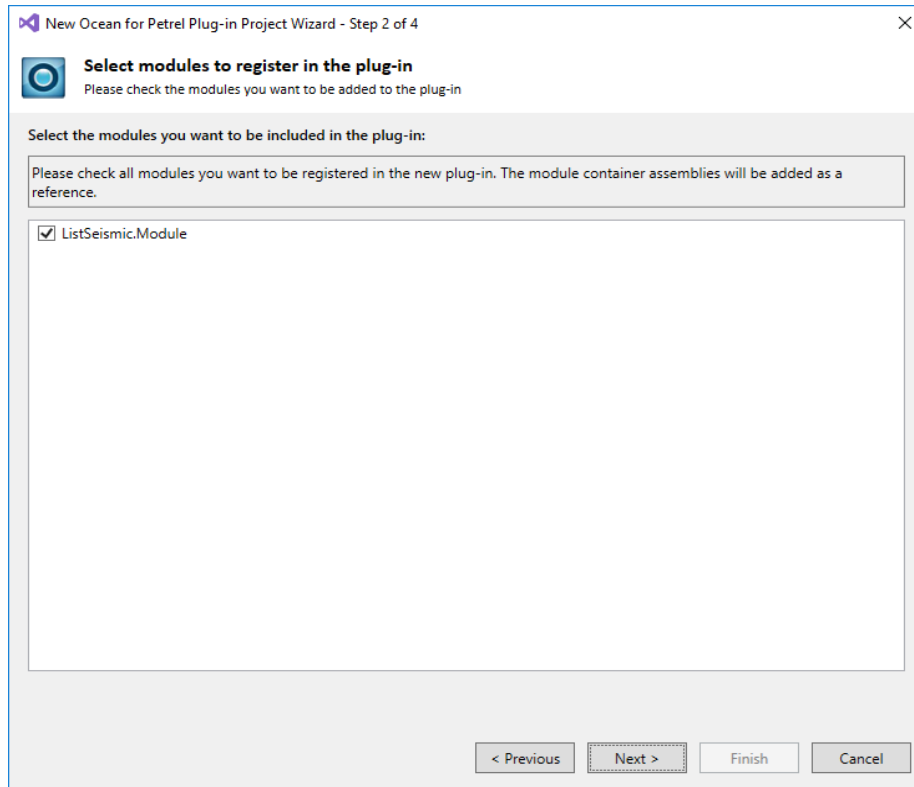 New Ocean for Petrel Plug-in Project Wizard - Step 2 of 4
Select modules to register in the plug-in
Please check the modules you want to be added to the plug-in
Select the modules you want to be included in the plug-in:
Please check all modules you want to be registered in the new plug-in. The module container assemblies will be added as a
reference.
ListSeismic.Module
< Previous
Next >
Finish
Cancel